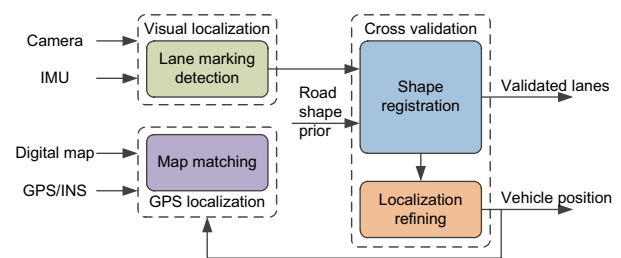 Visual localization
Cross validation
Camera
IMU
Lane marking
detection
Road
shape
prior
Shape
registration
Validated lanes
Digital map
GPS/INS
Map matching
GPS localization
Localization
refining
Vehicle position